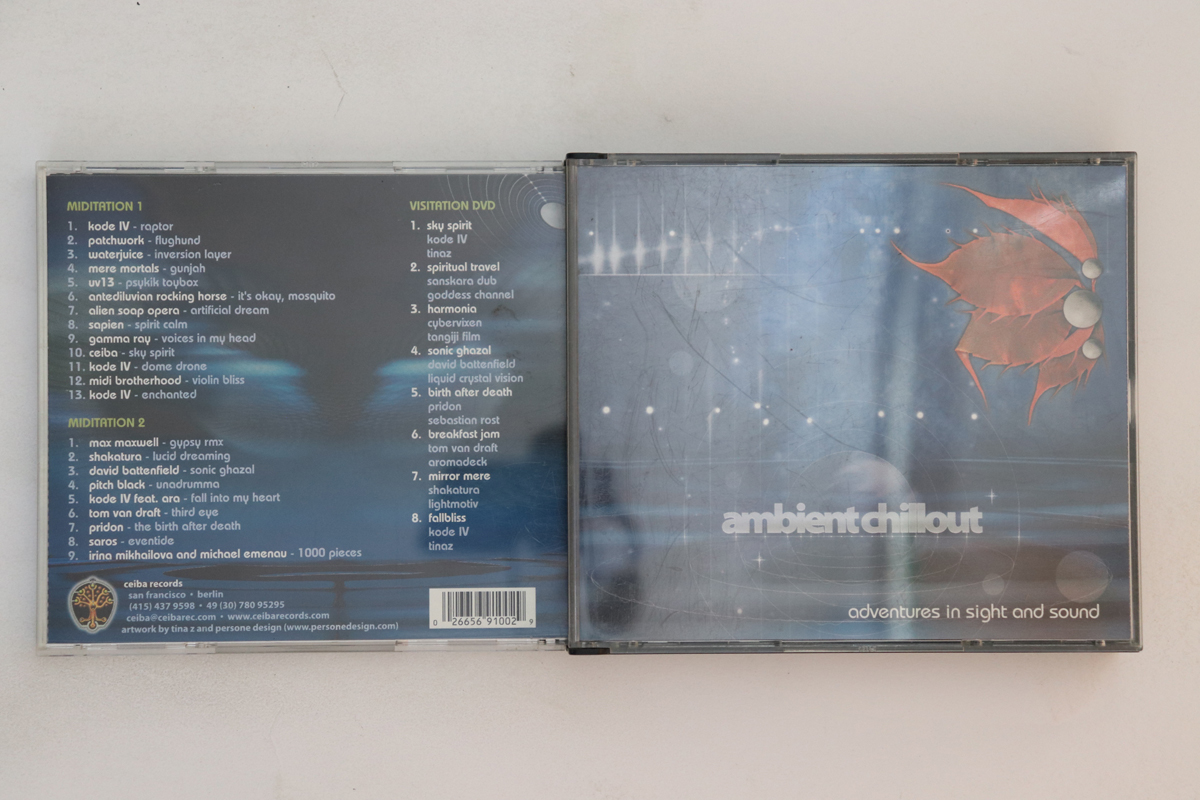 MIDITATION 1
1. kode IV - raptor
2. patchwork - flughund
3. waterjuice - inversion layer
4. mere mortals - gunjah
5. uv13 - psykik toybox
6. antediluvian rocking horse - it's okay, mosquito
7. alien soap opera - artificial dream
8. sapien - spirit calm
9. gamma ray - voices in my head
10. ceiba - sky spirit
11. kode IV - dome drone
12. midi brotherhood - violin bliss
13. kode IV - enchanted
MIDITATION 2
1. max maxwell - gypsy rmx
2. shakatura - lucid dreaming
3. david battenfield - sonic ghazal
4. pitch black - unadrumma
5. kode IV feat. ara - fall into my heart
6. tom van draft - third eye
7. pridon - the birth after death
8. saros - eventide
9. irina mikhailova and michael emenau - 1000 pieces
ceiba records
san francisco • berlin
(415) 437 9598 • 49 (30) 780 95295
ceiba@ceibarec.com • www.ceibarecords.com
artwork by tina z and persone design (www.personedesign.com)
VISITATION DVD
1. sky spirit
kode IV
tinaz
2. spiritual travel
sanskara dub
goddess channel
3. harmonia
cybervixen
tangiji film
4. sonic ghazal
david battenfield
liquid crystal vision
5. birth after death
pridon
sebastian rost
6. breakfast jam
tom van draft
aromadeck
7. mirror mere
shakatura
lightmotiv
8. fallbliss
kode IV
tinaz
0 26656 91002 9
ambient chillout
adventures in sight and sound